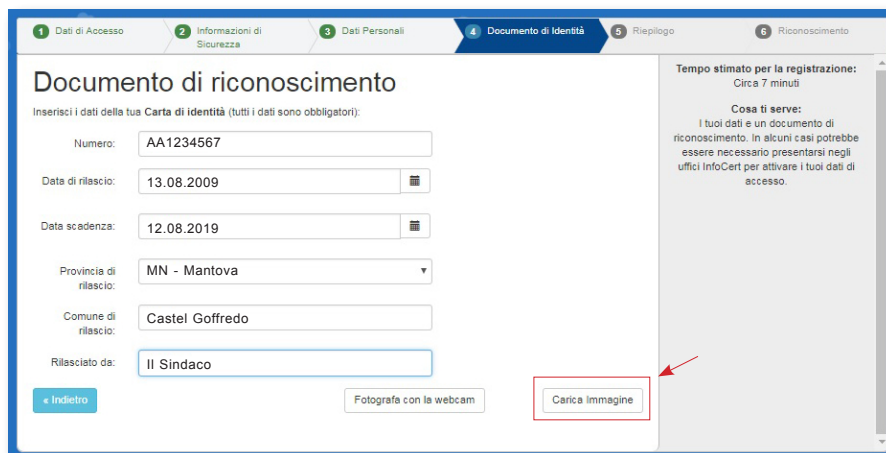 1 Dati di Accesso
2 Informazioni di
Sicurezza
3 Dati Personali
4 Documento di Identità
5 Riepilogo
6 Riconoscimento
Documento di riconoscimento
Inserisci i dati della tua Carta di identità (tutti i dati sono obbligatori):
Numero: AA1234567
Data di rilascio: 13.08.2009
Data scadenza: 12.08.2019
Provincia di
rilascio:
MN - Mantova
Comune di
rilascio:
Castel Goffredo
Rilasciato da: Il Sindaco
« Indietro
Fotografa con la webcam
Carica Immagine
Tempo stimato per la registrazione:
Circa 7 minuti
Cosa ti serve:
I tuoi dati e un documento di
riconoscimento. In alcuni casi potrebbe
essere necessario presentarsi negli
uffici InfoCert per attivare i tuoi dati di
accesso.